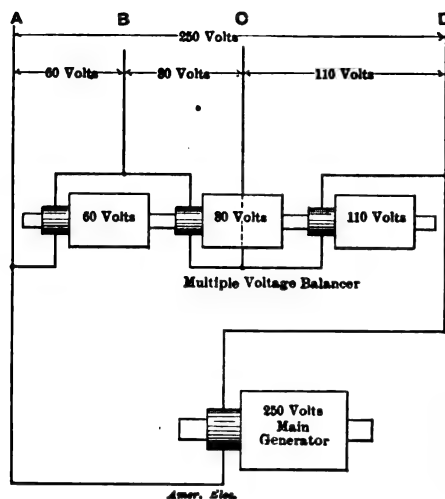 A B C D
250 Volts
60 Volts 80 Volts 110 Volts
60 Volts 80 Volts 110 Volts
Multiple Voltage Balancer
250 Volts
Main
Generator
Amer. Elec.